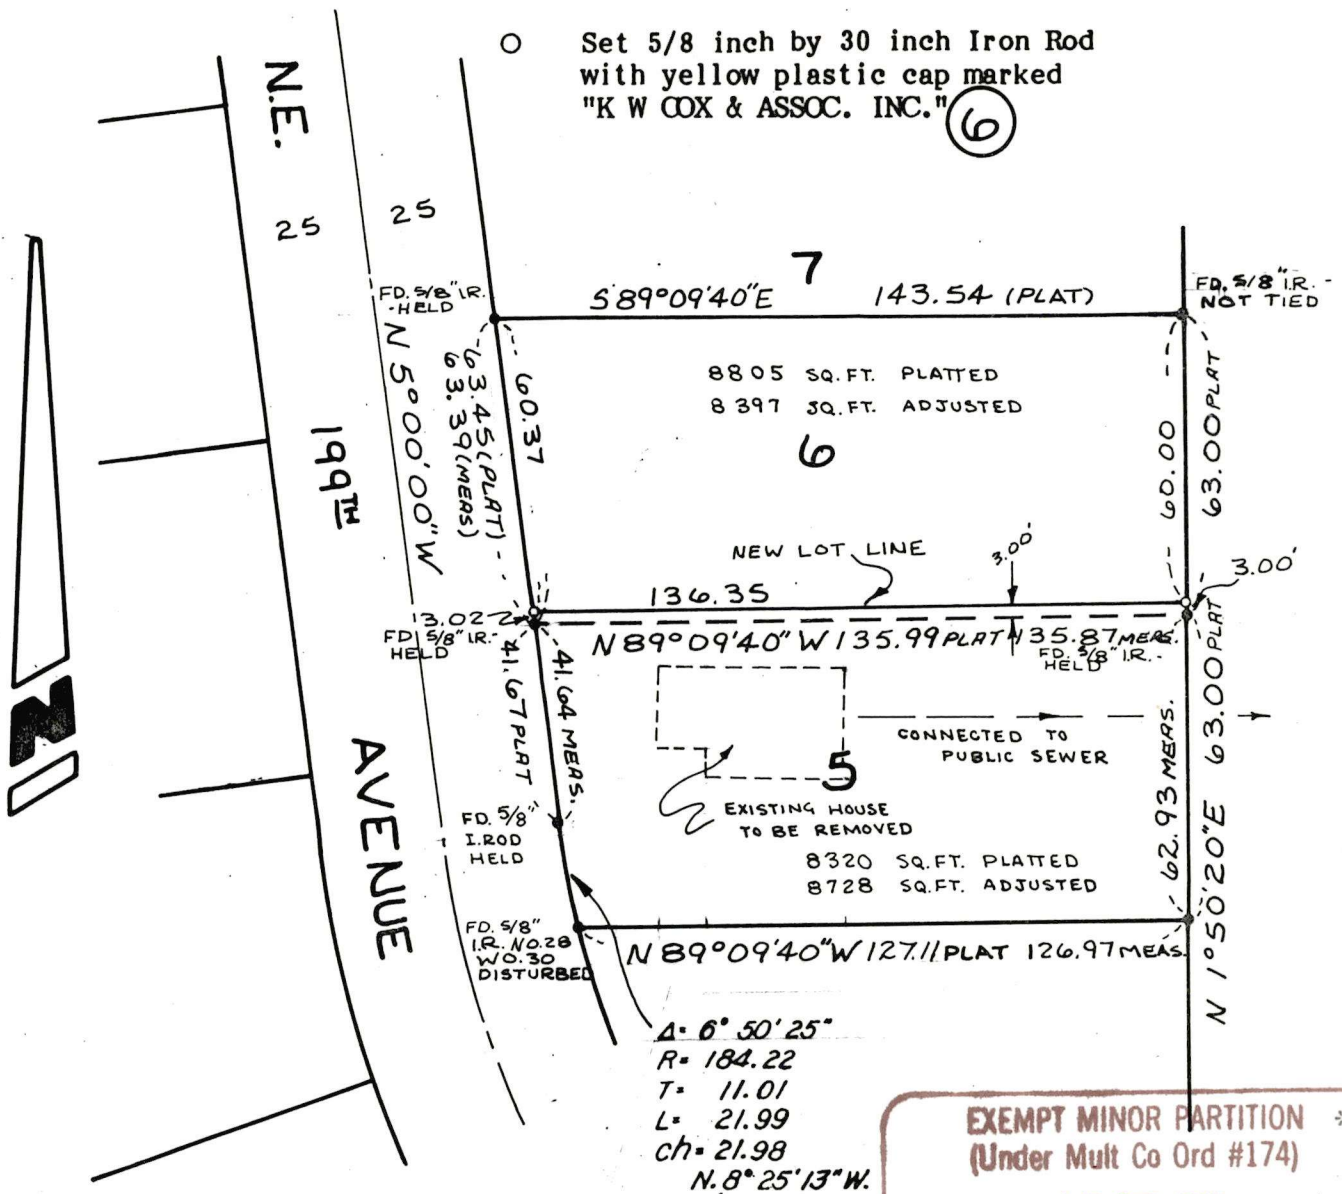 Set 5/8 inch by 30 inch Iron Rod
with yellow plastic cap marked
"K W COX & ASSOC. INC."
6
N.E.
25
25
199TH
AVENUE
N
7
FD. 5/8" I.R.
HELD
S 89°09'40"E 143.54 (PLAT)
FD. 5/8" I.R. -
NOT TIED
N 5°00'00"W
63.45 (PLAT)
63.39 (MEAS)
60.37
8805 SQ.FT. PLATTED
8397 SQ.FT. ADJUSTED
6
60.00
63.00 PLAT
NEW LOT LINE
3.00'
3.00'
136.35
3.02
FD. 5/8" I.R. -
HELD
N 89°09'40" W 135.99 PLAT 135.87 MEAS.
FD. 5/8" I.R. -
HELD
41.67 PLAT
41.64 MEAS.
CONNECTED TO
PUBLIC SEWER
5
EXISTING HOUSE
TO BE REMOVED
62.93 MEAS.
N 1°50'20"E 63.00 PLAT
FD. 5/8"
I.ROD
HELD
8320 SQ.FT. PLATTED
8728 SQ.FT. ADJUSTED
FD. 5/8"
I.R. N0.28
W0.30
DISTURBED
N 89°09'40"W 127.11 PLAT 126.97 MEAS.
Δ= 6° 50' 25"
R= 184.22
T= 11.01
L= 21.99
ch= 21.98
N. 8° 25' 13" W.
EXEMPT MINOR PARTITION
(Under Mult Co Ord #174)